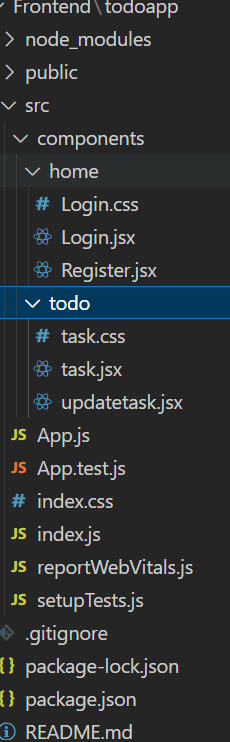 Frontend\todoapp
node_modules
public
src
components
home
# Login.css
Login.jsx
Register.jsx
todo
# task.css
task.jsx
updatetask.jsx
JS App.js
JS App.test.js
# index.css
JS index.js
JS reportWebVitals.js
JS setupTests.js
.gitignore
{} package-lock.json
{} package.json
README.md